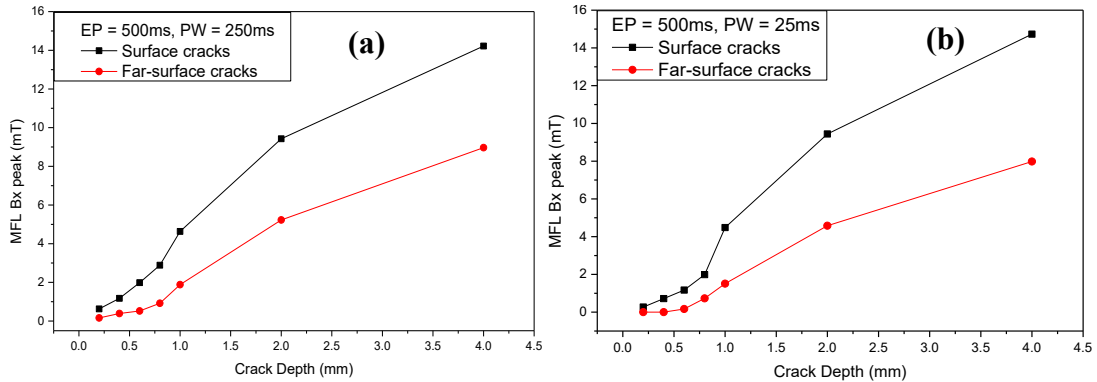 EP = 500ms, PW = 250ms
Surface cracks
Far-surface cracks
(a)
16
14
12
10
8
6
4
2
0
MFL Bx peak (mT)
0.0 0.5 1.0 1.5 2.0 2.5 3.0 3.5 4.0 4.5
Crack Depth (mm)
EP = 500ms, PW = 25ms
Surface cracks
Far-surface cracks
(b)
16
14
12
10
8
6
4
2
0
MFL Bx peak (mT)
0.0 0.5 1.0 1.5 2.0 2.5 3.0 3.5 4.0 4.5
Crack Depth (mm)